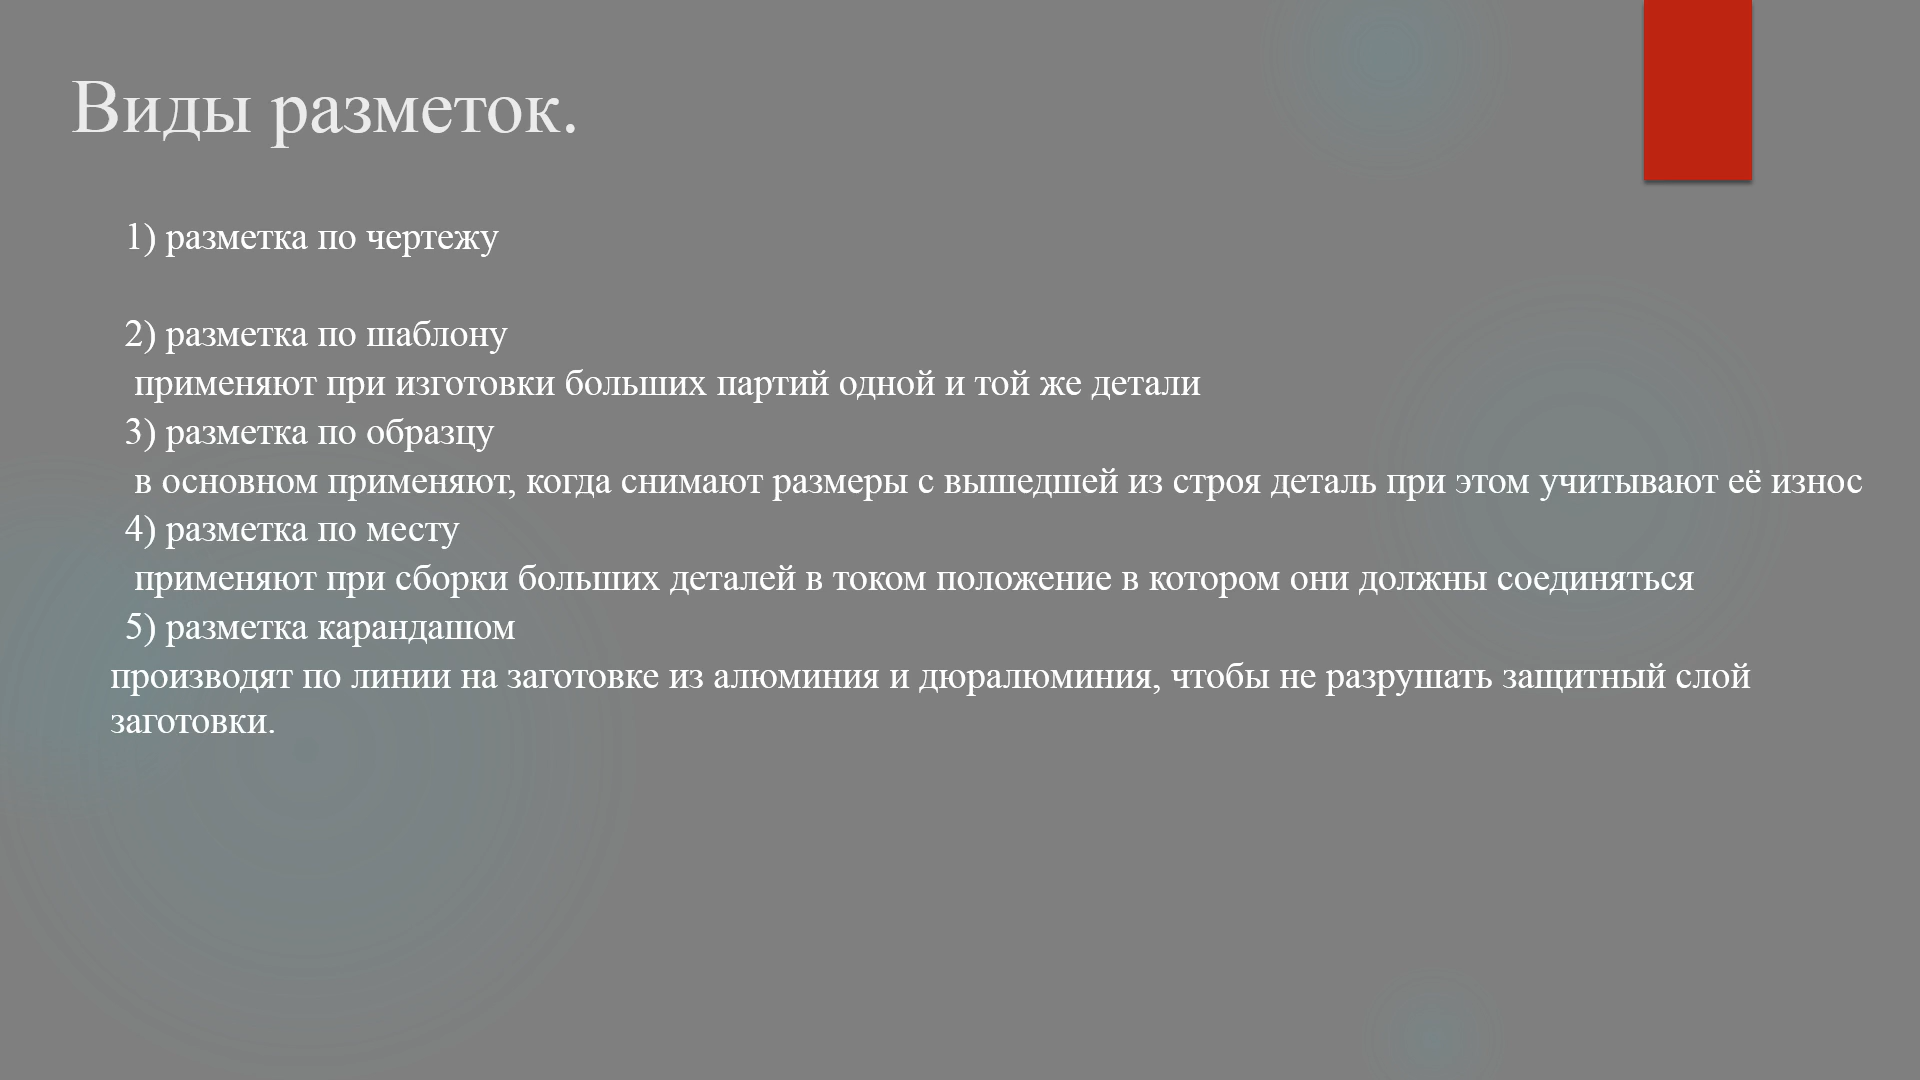 Виды разметок.
1) разметка по чертежу
2) разметка по шаблону
применяют при изготовки больших партий одной и той же детали
3) разметка по образцу
в основном применяют, когда снимают размеры с вышедшей из строя деталь при этом учитывают её износ
4) разметка по месту
применяют при сборки больших деталей в током положение в котором они должны соединяться
5) разметка карандашом
производят по линии на заготовке из алюминия и дюралюминия, чтобы не разрушать защитный слой
заготовки.